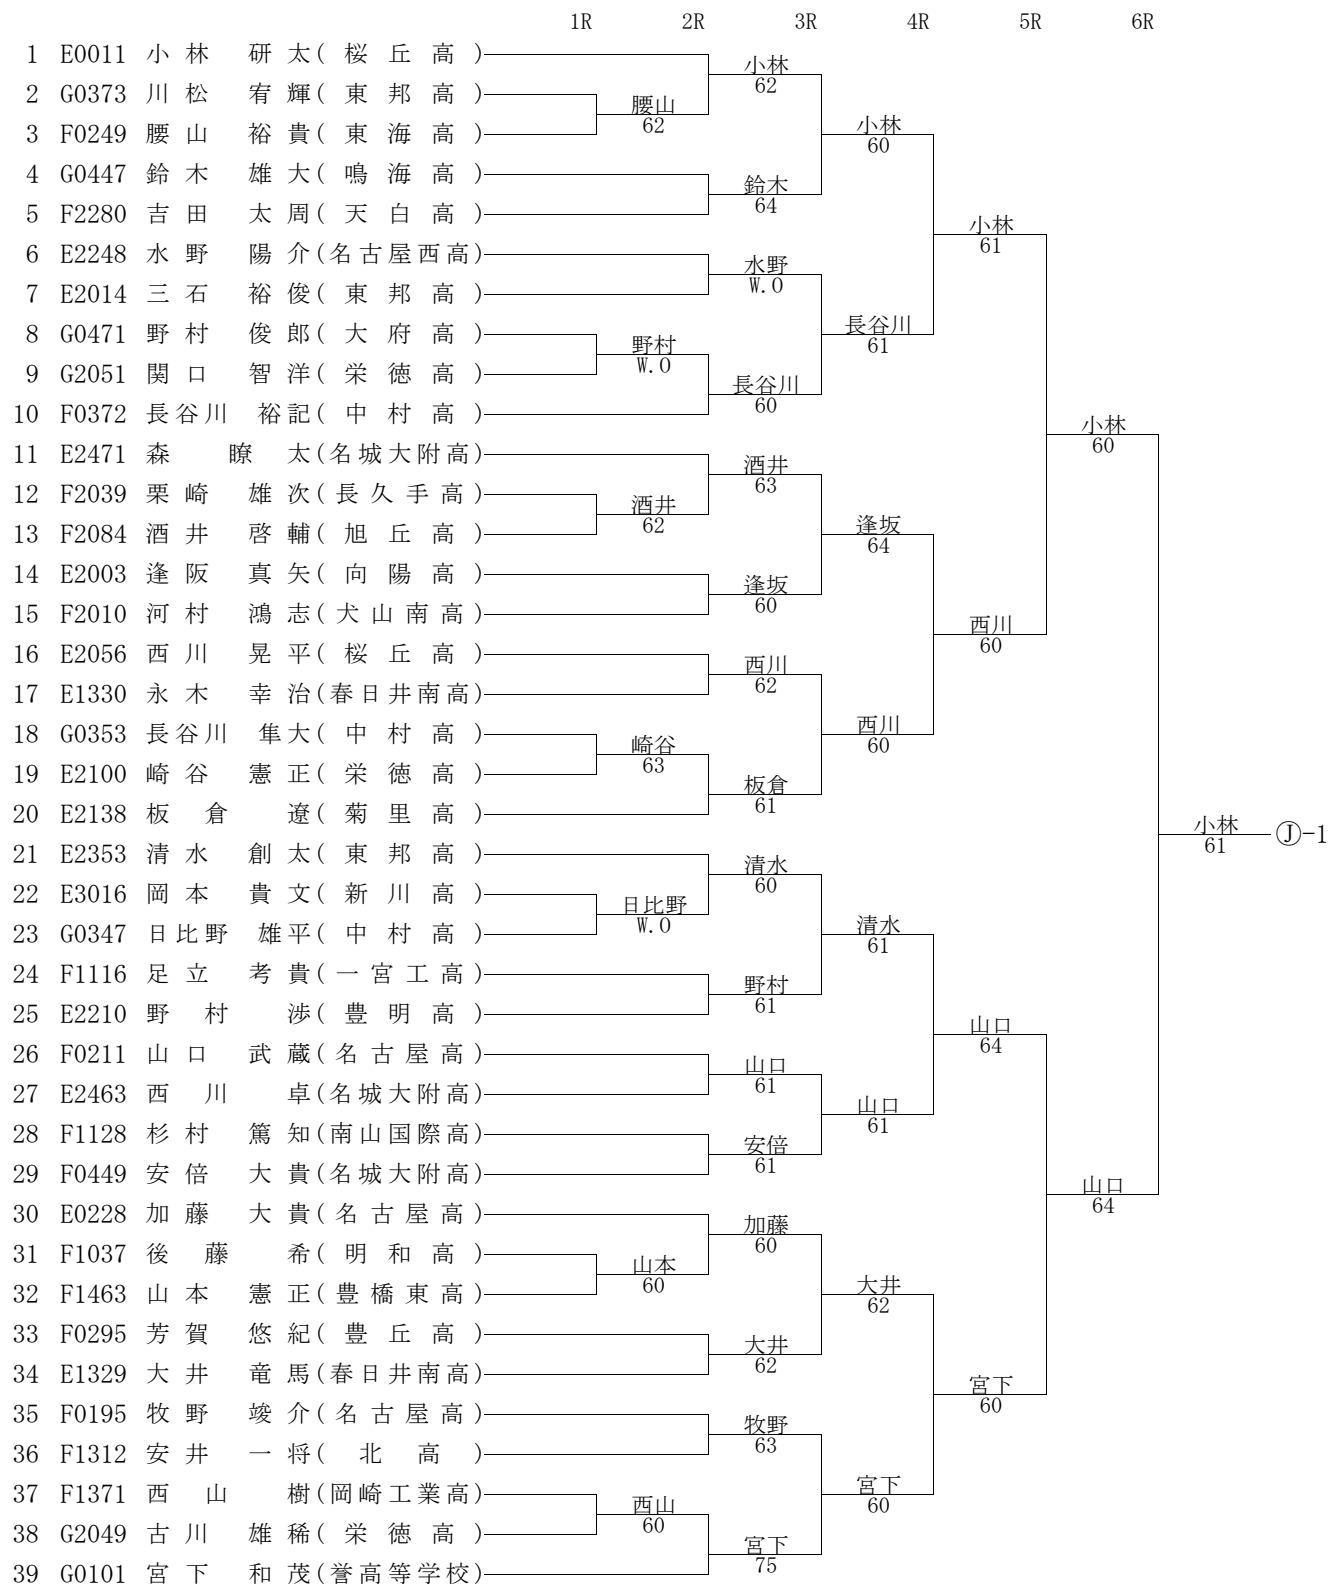 1R 2R 3R 4R 5R 6R
1 E0011 小林 研太(桜丘高)
小林
2 G0373 川松 宥輝(東邦高)
62
腰山
3 F0249 腰山 裕貴(東海高)
62
小林
60
4 G0447 鈴木 雄大(鳴海高)
鈴木
5 F2280 吉田 太周(天白高)
64
小林
6 E2248 水野 陽介(名古屋西高)
61
水野
7 E2014 三石 裕俊(東邦高)
W.O
8 G0471 野村 俊郎(大府高)
長谷川
野村
61
W.O
9 G2051 関口 智洋(栄徳高)
長谷川
10 F0372 長谷川 裕記(中村高)
60
小林
60
11 E2471 森 瞭太(名城大附高)
酒井
12 F2039 栗崎 雄次(長久手高)
63
酒井
13 F2084 酒井 啓輔(旭丘高)
62
逢坂
64
14 E2003 逢阪 真矢(向陽高)
逢坂
15 F2010 河村 鴻志(犬山南高)
60
西川
16 E2056 西川 晃平(桜丘高)
60
西川
17 E1330 永木 幸治(春日井南高)
62
18 G0353 長谷川 隼大(中村高)
西川
崎谷
60
63
19 E2100 崎谷 憲正(栄徳高)
板倉
20 E2138 板倉 遼(菊里高)
61
小林 Ⓙ-1
61
21 E2353 清水 創太(東邦高)
清水
22 E3016 岡本 貴文(新川高)
60
日比野
23 G0347 日比野 雄平(中村高)
W.O
清水
61
24 F1116 足立 考貴(一宮工高)
野村
25 E2210 野村 渉(豊明高)
61
山口
26 F0211 山口 武蔵(名古屋高)
64
山口
27 E2463 西川 卓(名城大附高)
61
山口
28 F1128 杉村 篤知(南山国際高)
61
安倍
29 F0449 安倍 大貴(名城大附高)
61
山口
30 E0228 加藤 大貴(名古屋高)
64
加藤
31 F1037 後藤 希(明和高)
60
山本
32 F1463 山本 憲正(豊橋東高)
60
大井
62
33 F0295 芳賀 悠紀(豊丘高)
大井
34 E1329 大井 竜馬(春日井南高)
62
宮下
35 F0195 牧野 竣介(名古屋高)
60
牧野
36 F1312 安井 一将(北高)
63
37 F1371 西山 樹(岡崎工業高)
宮下
西山
60
60
38 G2049 古川 雄稀(栄徳高)
宮下
39 G0101 宮下 和茂(誉高等学校)
75